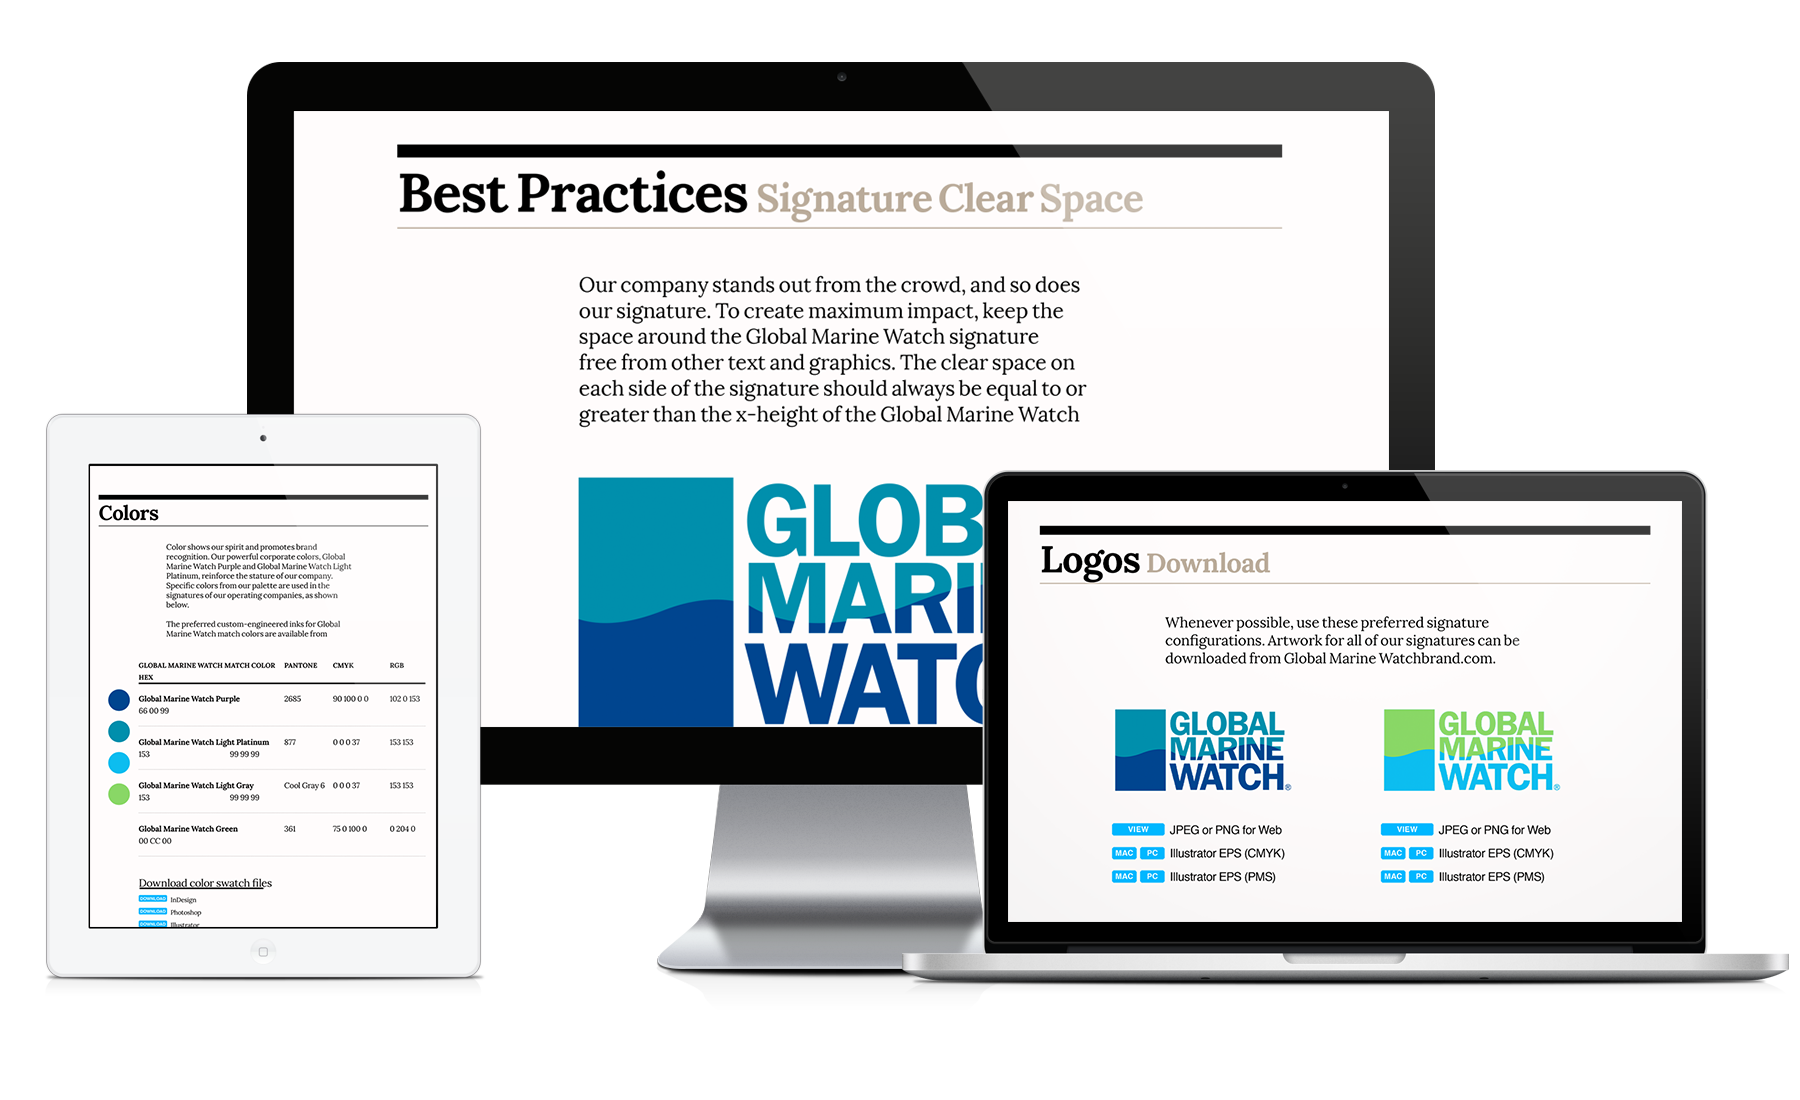 Best Practices Signature Clear Space
Our company stands out from the crowd, and so does
our signature. To create maximum impact, keep the
space around the Global Marine Watch signature
free from other text and graphics. The clear space on
each side of the signature should always be equal to or
greater than the x-height of the Global Marine Watch
GLOB
MARI
WATC
Colors
Color shows our spirit and promotes brand
recognition. Our powerful corporate colors, Global
Marine Watch Purple and Global Marine Watch Light
Platinum, reinforce the stature of our company.
Specific colors from our palette are used in the
signatures of our operating companies, as shown
below.
The preferred custom-engineered inks for Global
Marine Watch match colors are available from
GLOBAL MARINE WATCH MATCH COLOR PANTONE CMYK RGB
HEX
Global Marine Watch Purple 2685 90 100 0 0 102 0 153
66 00 99
Global Marine Watch Light Platinum 877 0 0 0 37 153 153
153 99 99 99
Global Marine Watch Light Gray Cool Gray 6 0 0 0 37 153 153
153 99 99 99
Global Marine Watch Green 361 75 0 100 0 0 204 0
00 CC 00
Download color swatch files
DOWNLOAD InDesign
DOWNLOAD Photoshop
DOWNLOAD Illustrator
Logos Download
Whenever possible, use these preferred signature
configurations. Artwork for all of our signatures can be
downloaded from Global Marine Watchbrand.com.
GLOBAL
MARINE
WATCH®
VIEW JPEG or PNG for Web
MAC PC Illustrator EPS (CMYK)
MAC PC Illustrator EPS (PMS)
GLOBAL
MARINE
WATCH®
VIEW JPEG or PNG for Web
MAC PC Illustrator EPS (CMYK)
MAC PC Illustrator EPS (PMS)